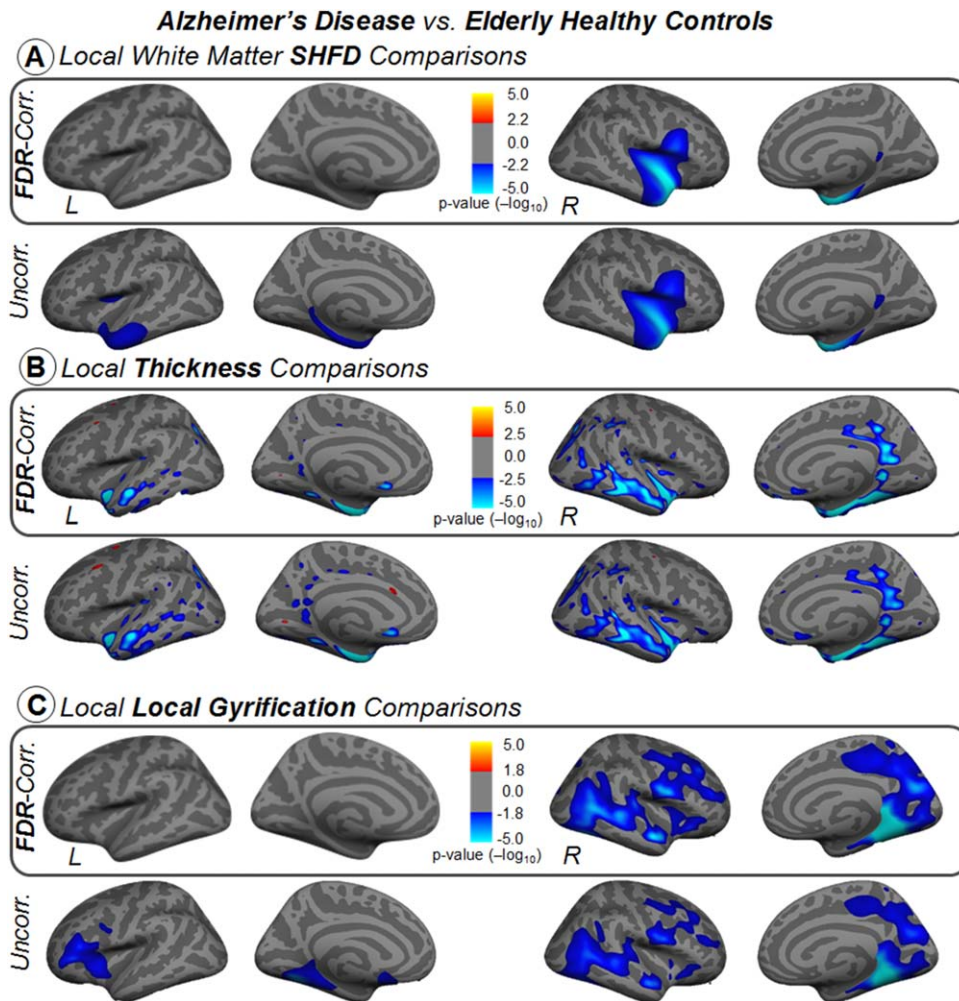 Alzheimer's Disease vs. Elderly Healthy Controls
A Local White Matter SHFD Comparisons
FDR-Corr.
L
5.0
2.2
0.0
-2.2
-5.0
p-value (–log10)
R
Uncorr.
B Local Thickness Comparisons
FDR-Corr.
L
5.0
2.5
0.0
-2.5
-5.0
p-value (–log10)
R
Uncorr.
C Local Local Gyrification Comparisons
FDR-Corr.
L
5.0
1.8
0.0
-1.8
-5.0
p-value (–log10)
R
Uncorr.